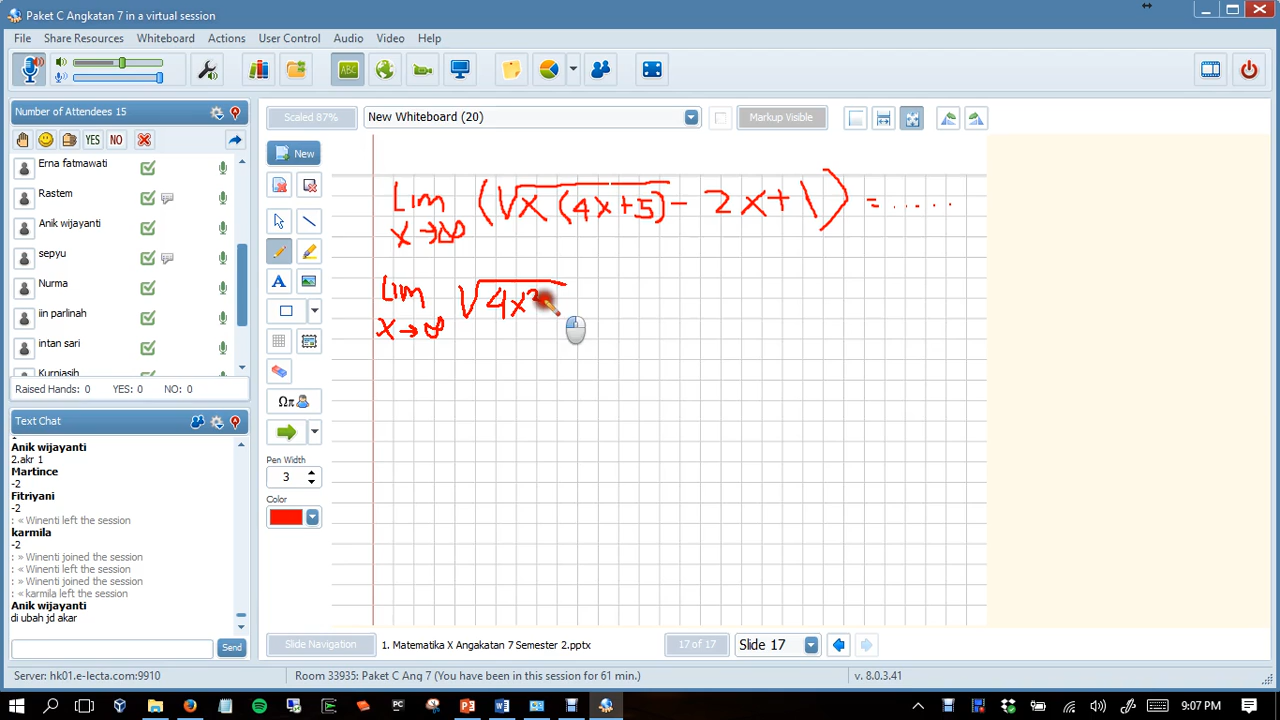 Paket C Angkatan 7 in a virtual session
File Share Resources Whiteboard Actions User Control Audio Video Help
Number of Attendees 15
YES NO
Erna fatmawati
Rastem
Anik wijayanti
sepyu
Nurma
iin parlinah
intan sari
Kurniasih
Raised Hands: 0 YES: 0 NO: 0
Text Chat
Anik wijayanti
2.akr 1
Martince
-2
Fitriyani
-2
: « Winenti left the session
karmila
-2
: » Winenti joined the session
: « Winenti left the session
: » Winenti joined the session
: « karmila left the session
Anik wijayanti
di ubah jd akar
Send
Scaled 87%
New Whiteboard (20)
Markup Visible
New
ABC
A
Ωπ
Pen Width
3
Color
Lim (√x (4x+5) - 2x+1) = ......
x→∞
Lim √4x²
x→∞
Slide Navigation
1. Matematika X Angakatan 7 Semester 2.pptx
17 of 17
Slide 17
Server: hk01.e-lecta.com:9910
Room 33935: Paket C Ang 7 (You have been in this session for 61 min.)
v. 8.0.3.41
9:07 PM